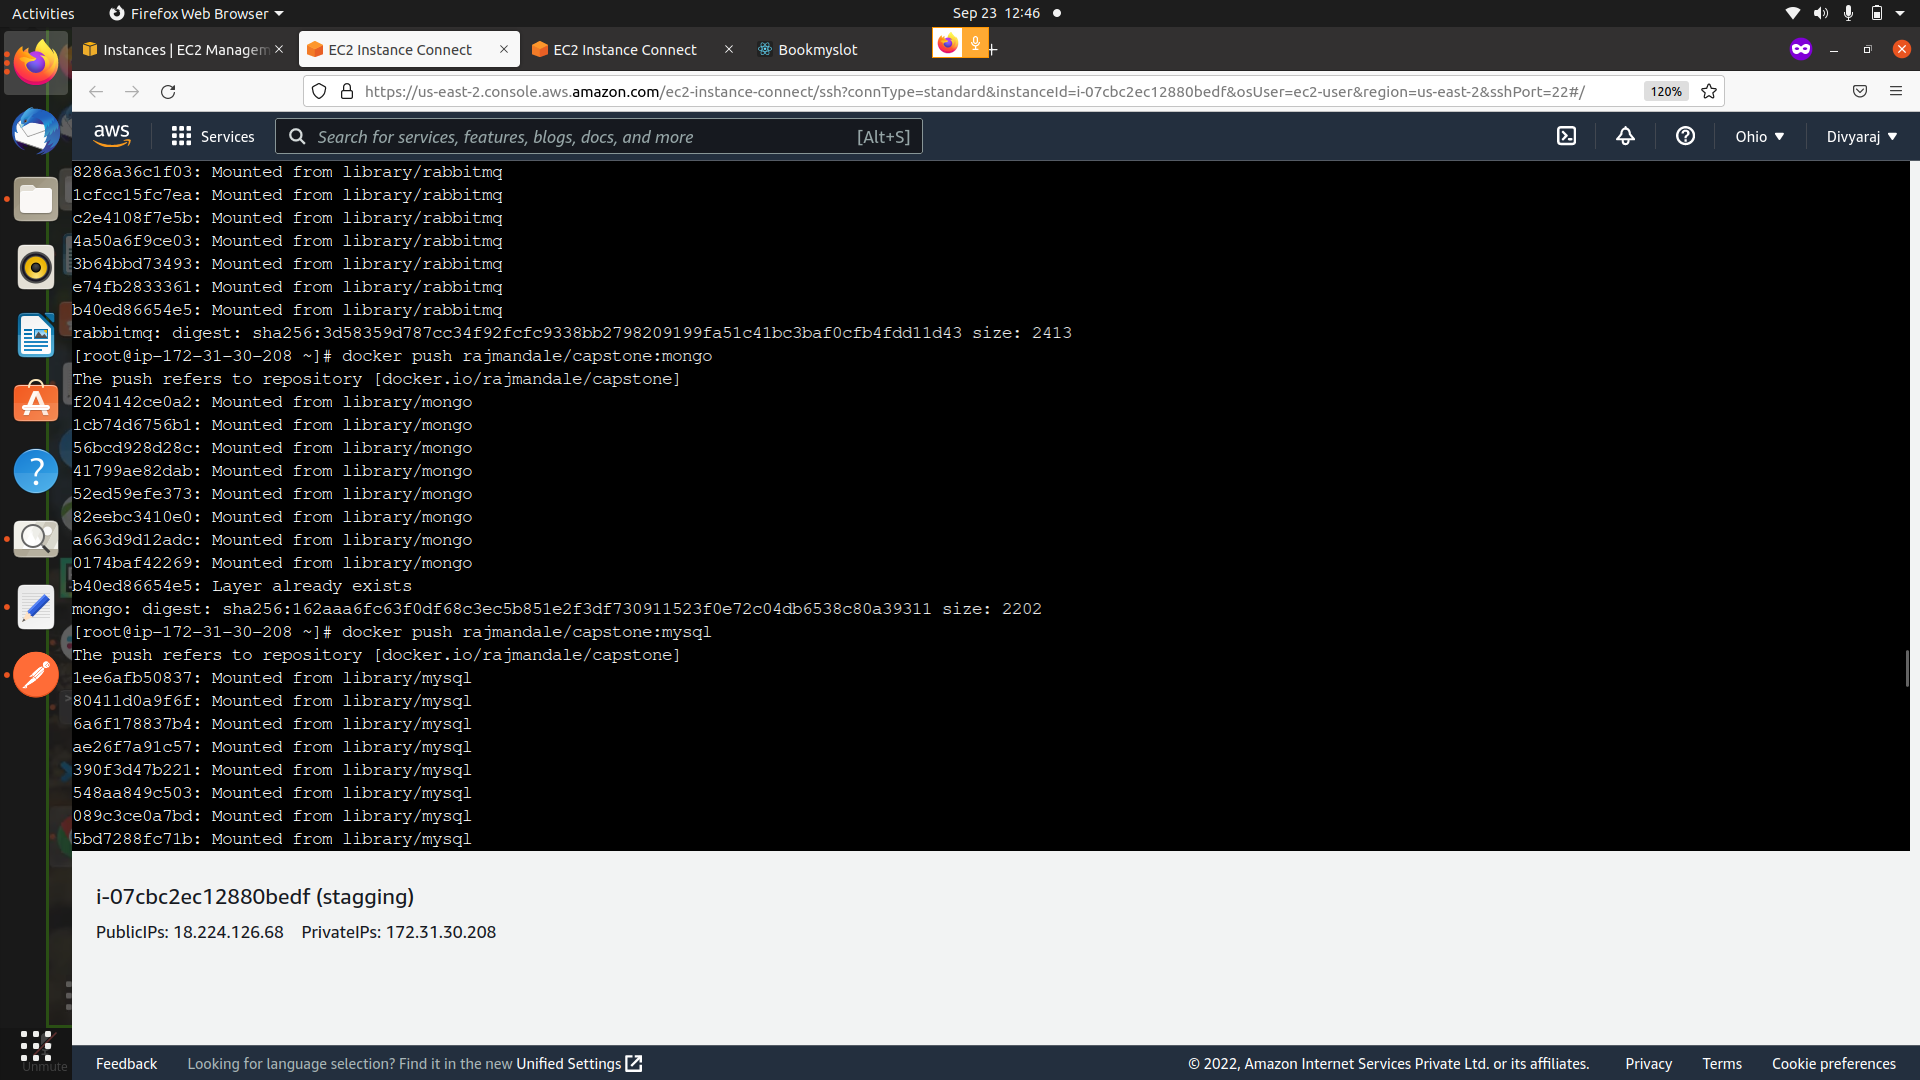 Activities
Firefox Web Browser
Sep 23 12:46
Instances | EC2 Managem
EC2 Instance Connect
EC2 Instance Connect
Bookmyslot
https://us-east-2.console.aws.amazon.com/ec2-instance-connect/ssh?connType=standard&instanceId=i-07cbc2ec12880bedf&osUser=ec2-user&region=us-east-2&sshPort=22#/
120%
aws
Services
Search for services, features, blogs, docs, and more
[Alt+S]
Ohio
Divyaraj
8286a36c1f03: Mounted from library/rabbitmq
1cfcc15fc7ea: Mounted from library/rabbitmq
c2e4108f7e5b: Mounted from library/rabbitmq
4a50a6f9ce03: Mounted from library/rabbitmq
3b64bbd73493: Mounted from library/rabbitmq
e74fb2833361: Mounted from library/rabbitmq
b40ed86654e5: Mounted from library/rabbitmq
rabbitmq: digest: sha256:3d58359d787cc34f92fcfc9338bb2798209199fa51c41bc3baf0cfb4fdd11d43 size: 2413
[root@ip-172-31-30-208 ~]# docker push rajmandale/capstone:mongo
The push refers to repository [docker.io/rajmandale/capstone]
f204142ce0a2: Mounted from library/mongo
1cb74d6756b1: Mounted from library/mongo
56bcd928d28c: Mounted from library/mongo
41799ae82dab: Mounted from library/mongo
52ed59efe373: Mounted from library/mongo
82eebc3410e0: Mounted from library/mongo
a663d9d12adc: Mounted from library/mongo
0174baf42269: Mounted from library/mongo
b40ed86654e5: Layer already exists
mongo: digest: sha256:162aaa6fc63f0df68c3ec5b851e2f3df730911523f0e72c04db6538c80a39311 size: 2202
[root@ip-172-31-30-208 ~]# docker push rajmandale/capstone:mysql
The push refers to repository [docker.io/rajmandale/capstone]
1ee6afb50837: Mounted from library/mysql
80411d0a9f6f: Mounted from library/mysql
6a6f178837b4: Mounted from library/mysql
ae26f7a91c57: Mounted from library/mysql
390f3d47b221: Mounted from library/mysql
548aa849c503: Mounted from library/mysql
089c3ce0a7bd: Mounted from library/mysql
5bd7288fc71b: Mounted from library/mysql
i-07cbc2ec12880bedf (stagging)
PublicIPs: 18.224.126.68 PrivateIPs: 172.31.30.208
Unmute
Feedback
Looking for language selection? Find it in the new Unified Settings
© 2022, Amazon Internet Services Private Ltd. or its affiliates.
Privacy
Terms
Cookie preferences